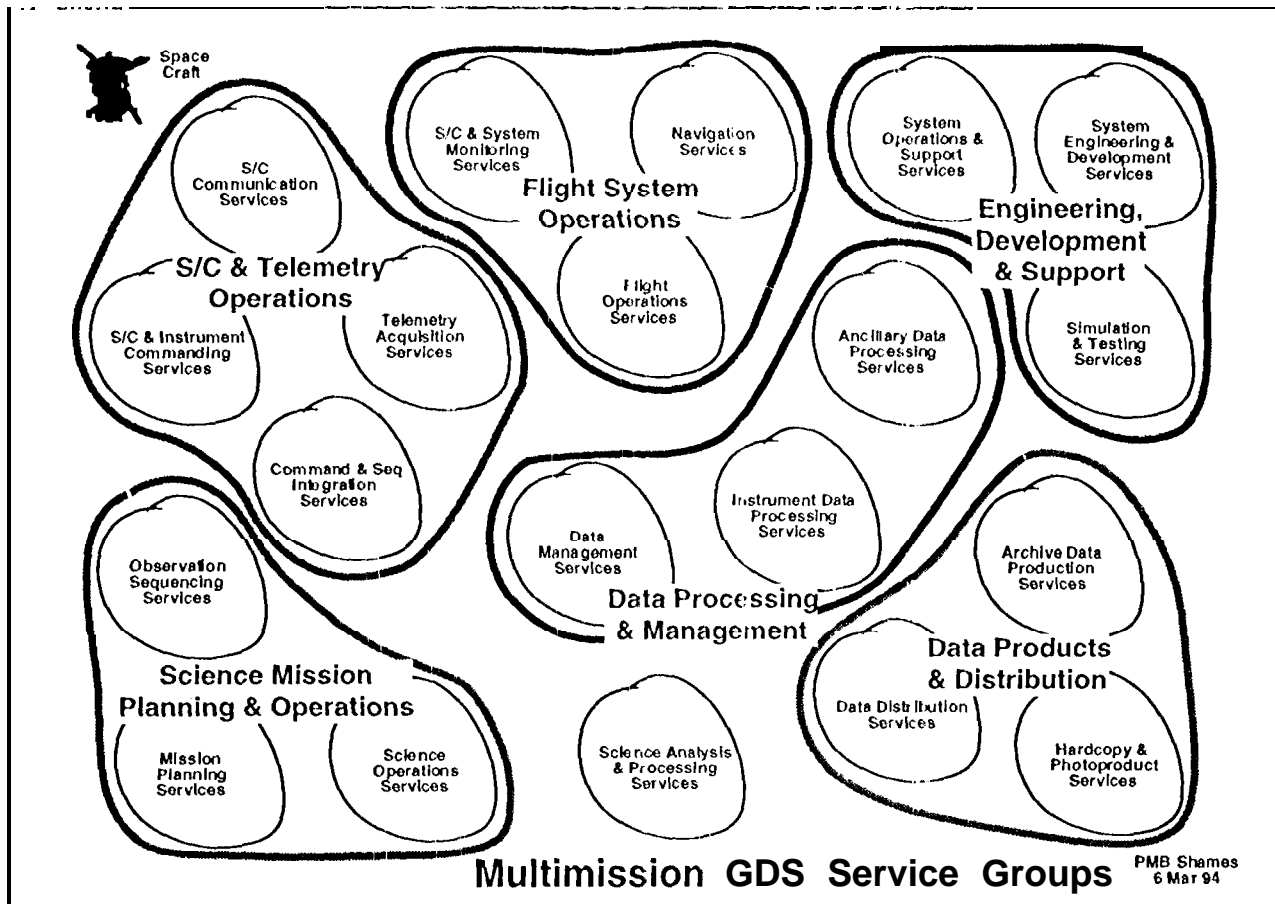 Space
Craft
S/C
Communication
Services
S/C & Telemetry
Operations
S/C & Instrument
Commanding
Services
Telemetry
Acquisition
Services
Command & Seq
Integration
Services
S/C & System
Monitoring
Services
Navigation
Services
Flight System
Operations
Flight
Operations
Services
System
Operations &
Support
Services
System
Engineering &
Development
Services
Engineering,
Development
& Support
Simulation
& Testing
Services
Ancillary Data
Processing
Services
Instrument Data
Processing
Services
Data
Management
Services
Data Processing
& Management
Observation
Sequencing
Services
Science Mission
Planning & Operations
Mission
Planning
Services
Science
Operations
Services
Science Analysis
& Processing
Services
Archive Data
Production
Services
Data Products
& Distribution
Data Distribution
Services
Hardcopy &
Photoproduct
Services
Multimission GDS Service Groups
PMB Shames
6 Mar 94